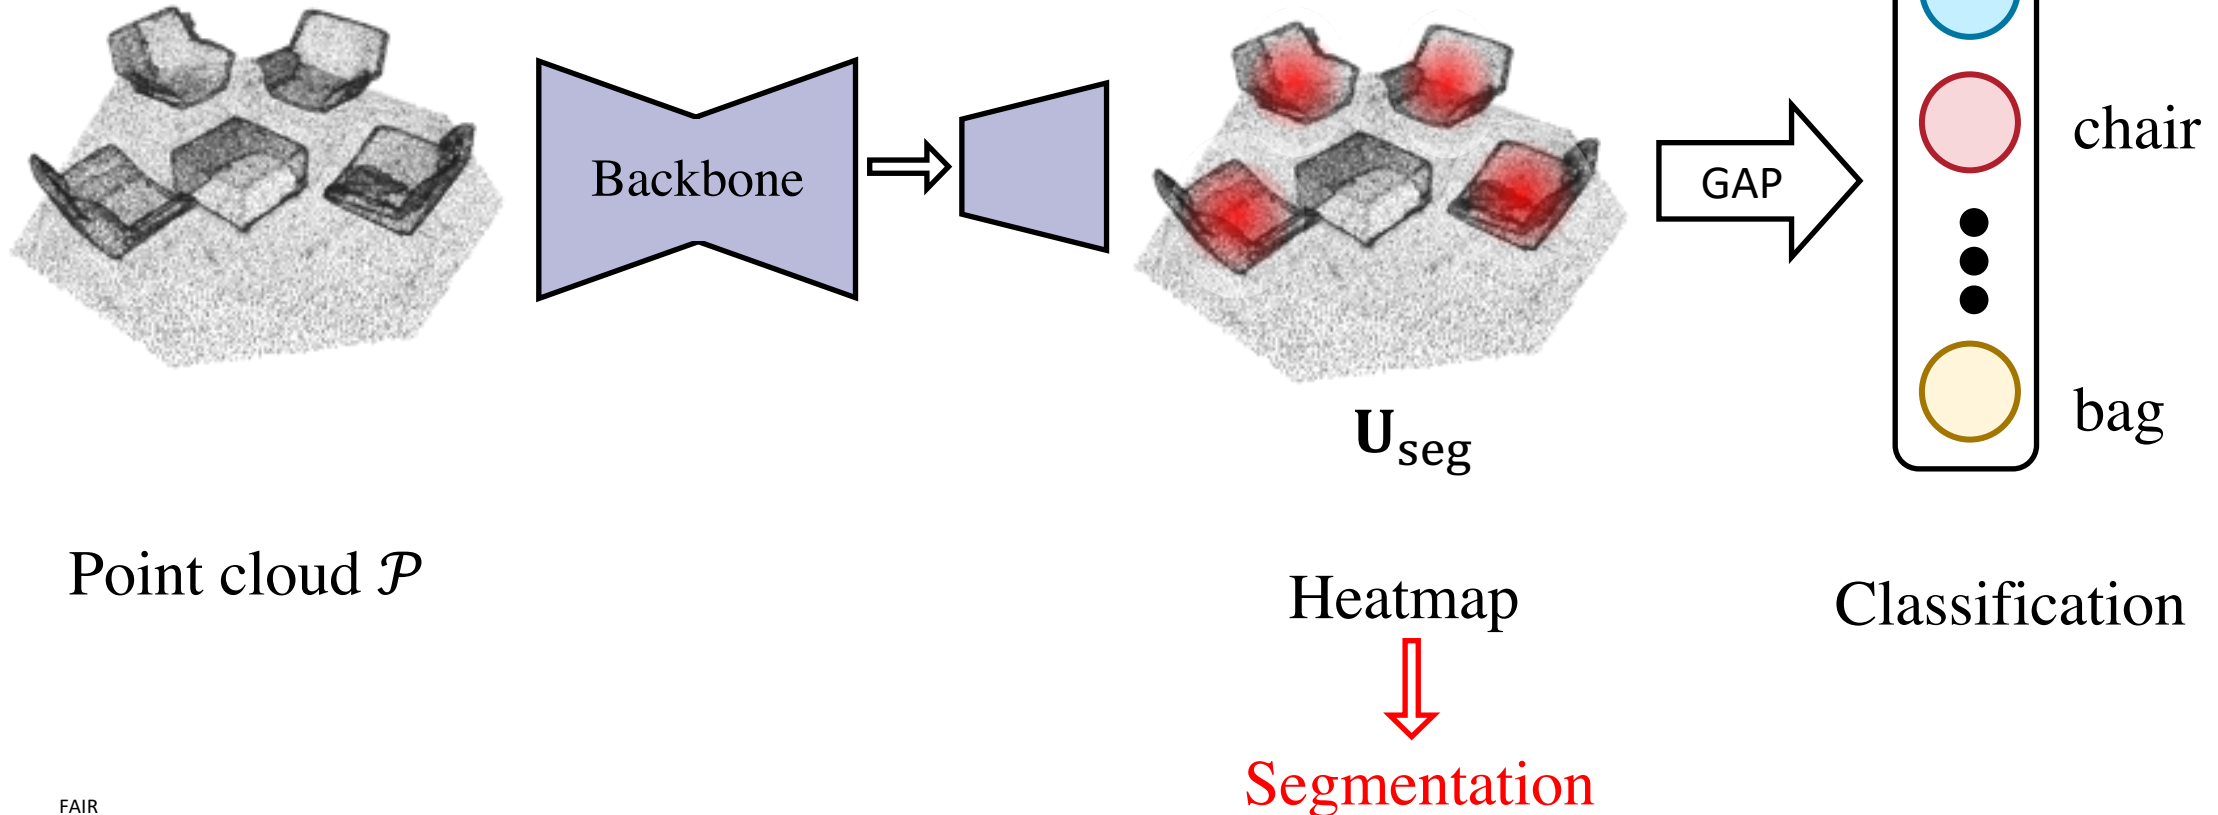 Backbone
GAP
chair
bag
𝐔seg
Point cloud 𝒫
Heatmap
Classification
Segmentation
FAIR